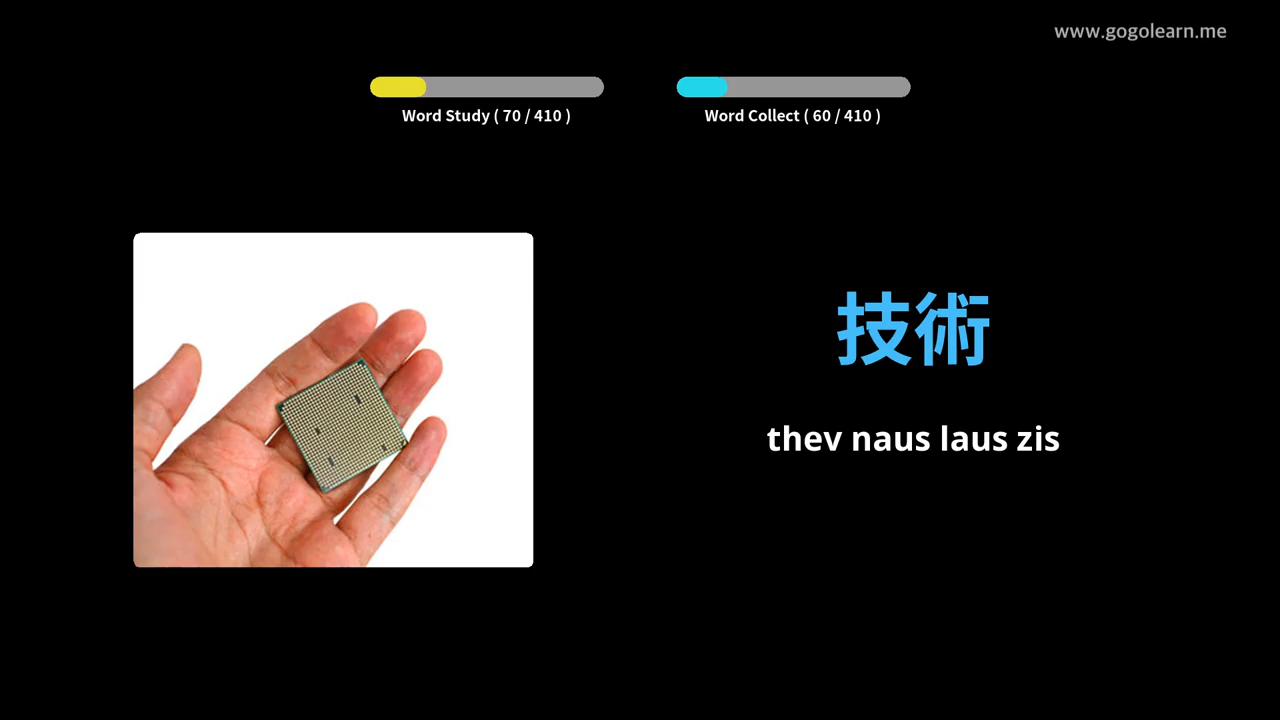 www.gogolearn.me
Word Study ( 70 / 410 )
Word Collect ( 60 / 410 )
技術
thev naus laus zis